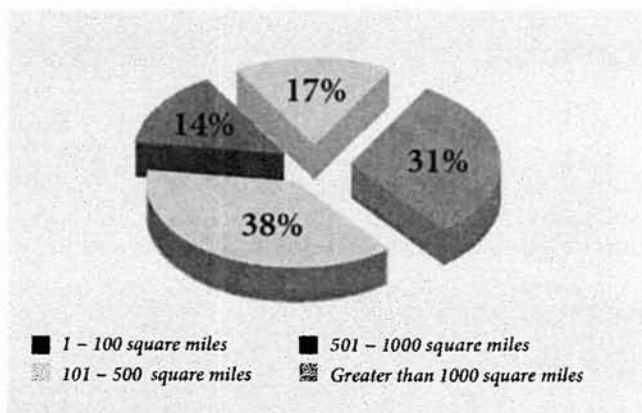 17%
14%
31%
38%
1 – 100 square miles
501 – 1000 square miles
101 – 500 square miles
Greater than 1000 square miles